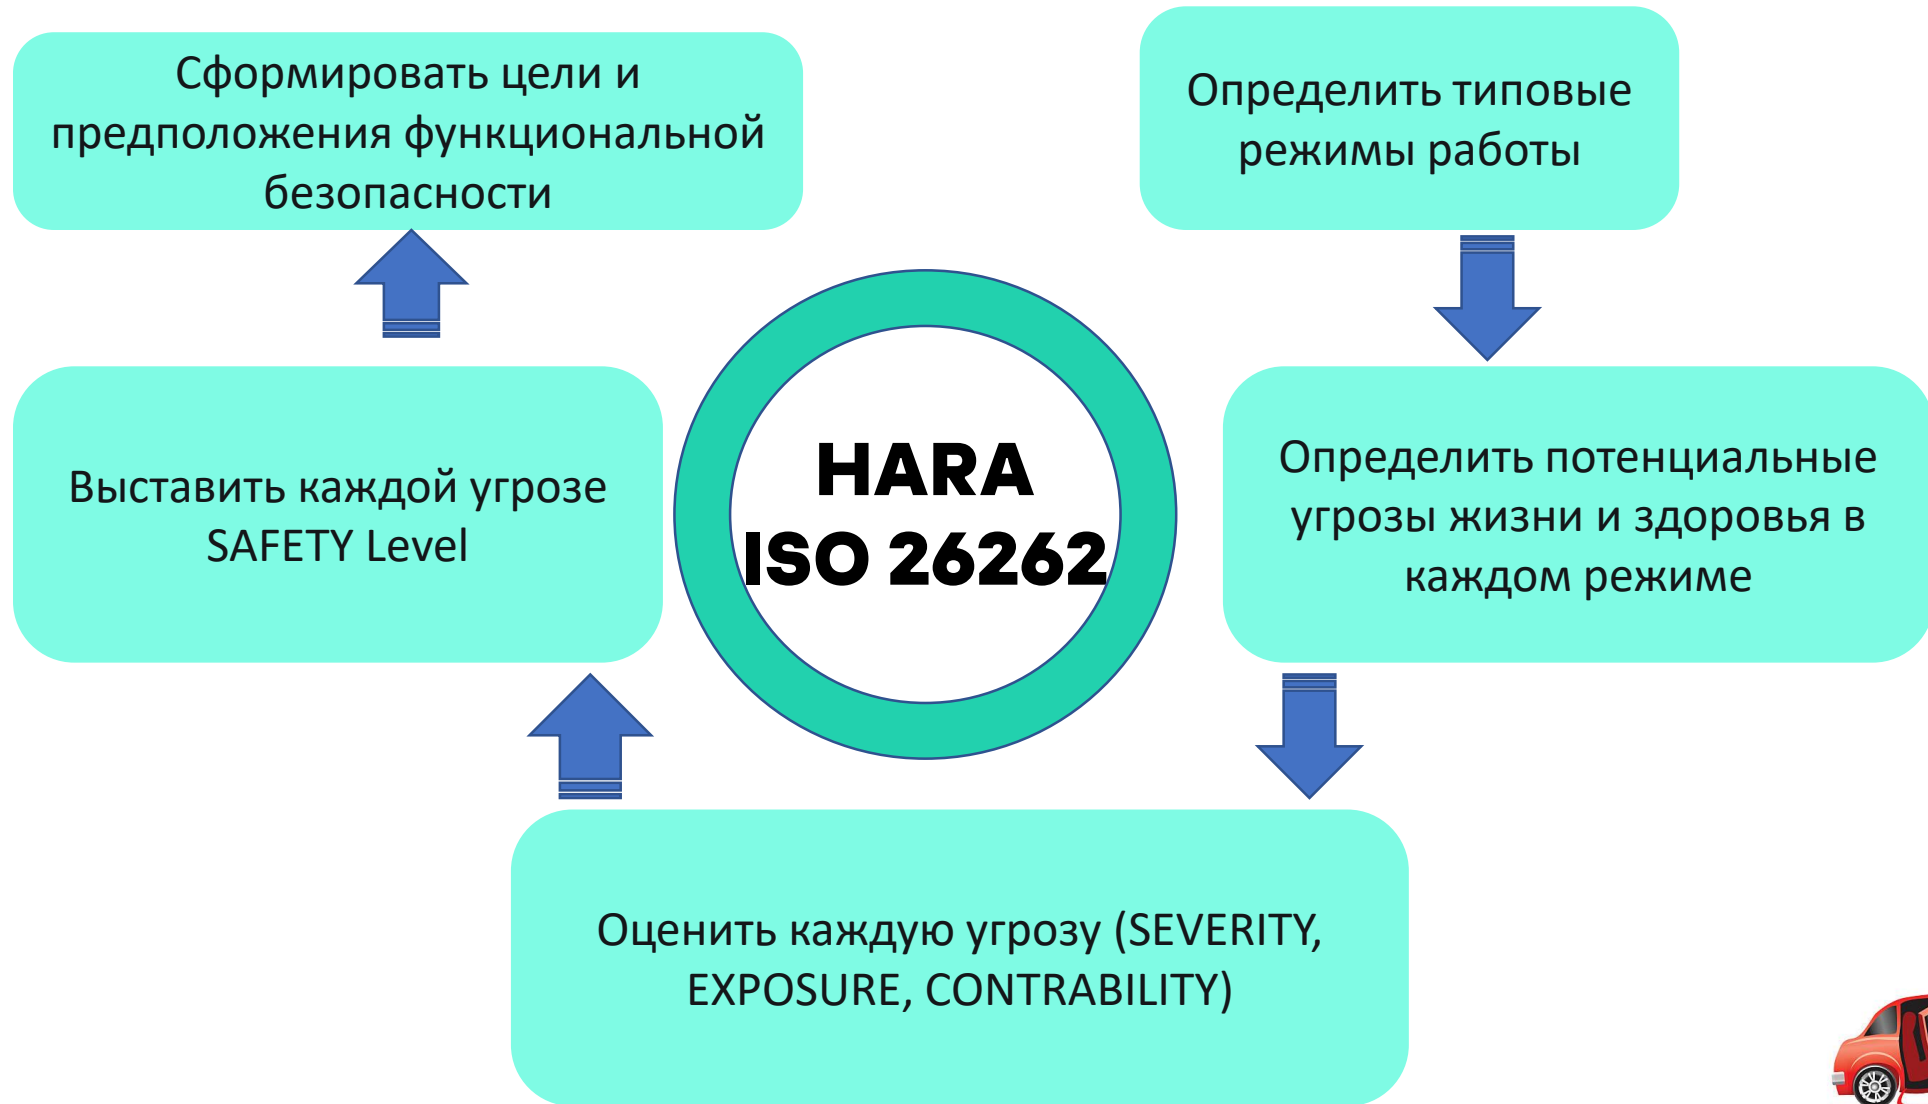 Сформировать цели и
предположения функциональной
безопасности
Определить типовые
режимы работы
Выставить каждой угрозе
SAFETY Level
HARA
ISO 26262
Определить потенциальные
угрозы жизни и здоровья в
каждом режиме
Оценить каждую угрозу (SEVERITY,
EXPOSURE, CONTRABILITY)